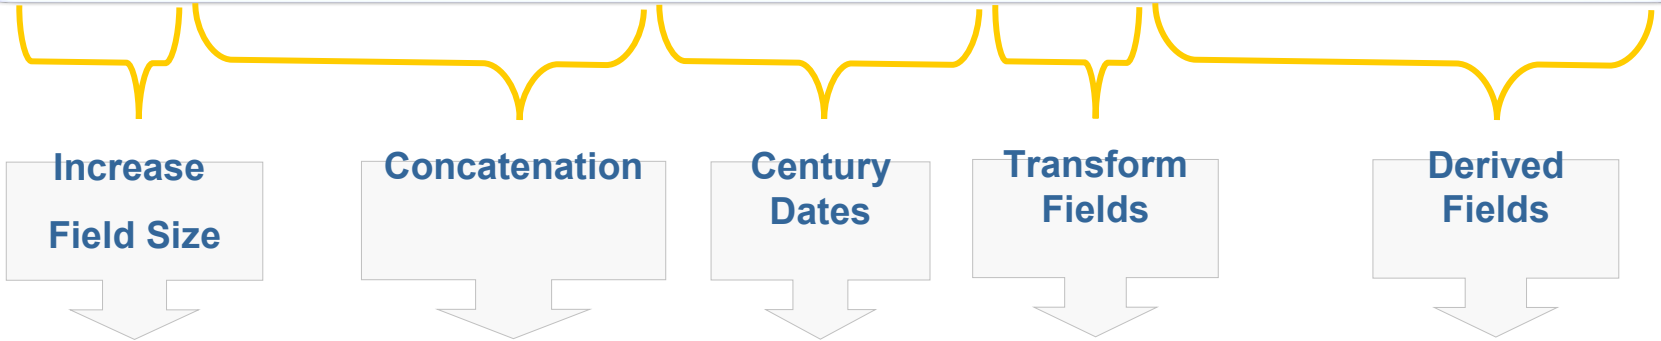 Increase
Field Size
Concatenation
Century
Dates
Transform
Fields
Derived
Fields